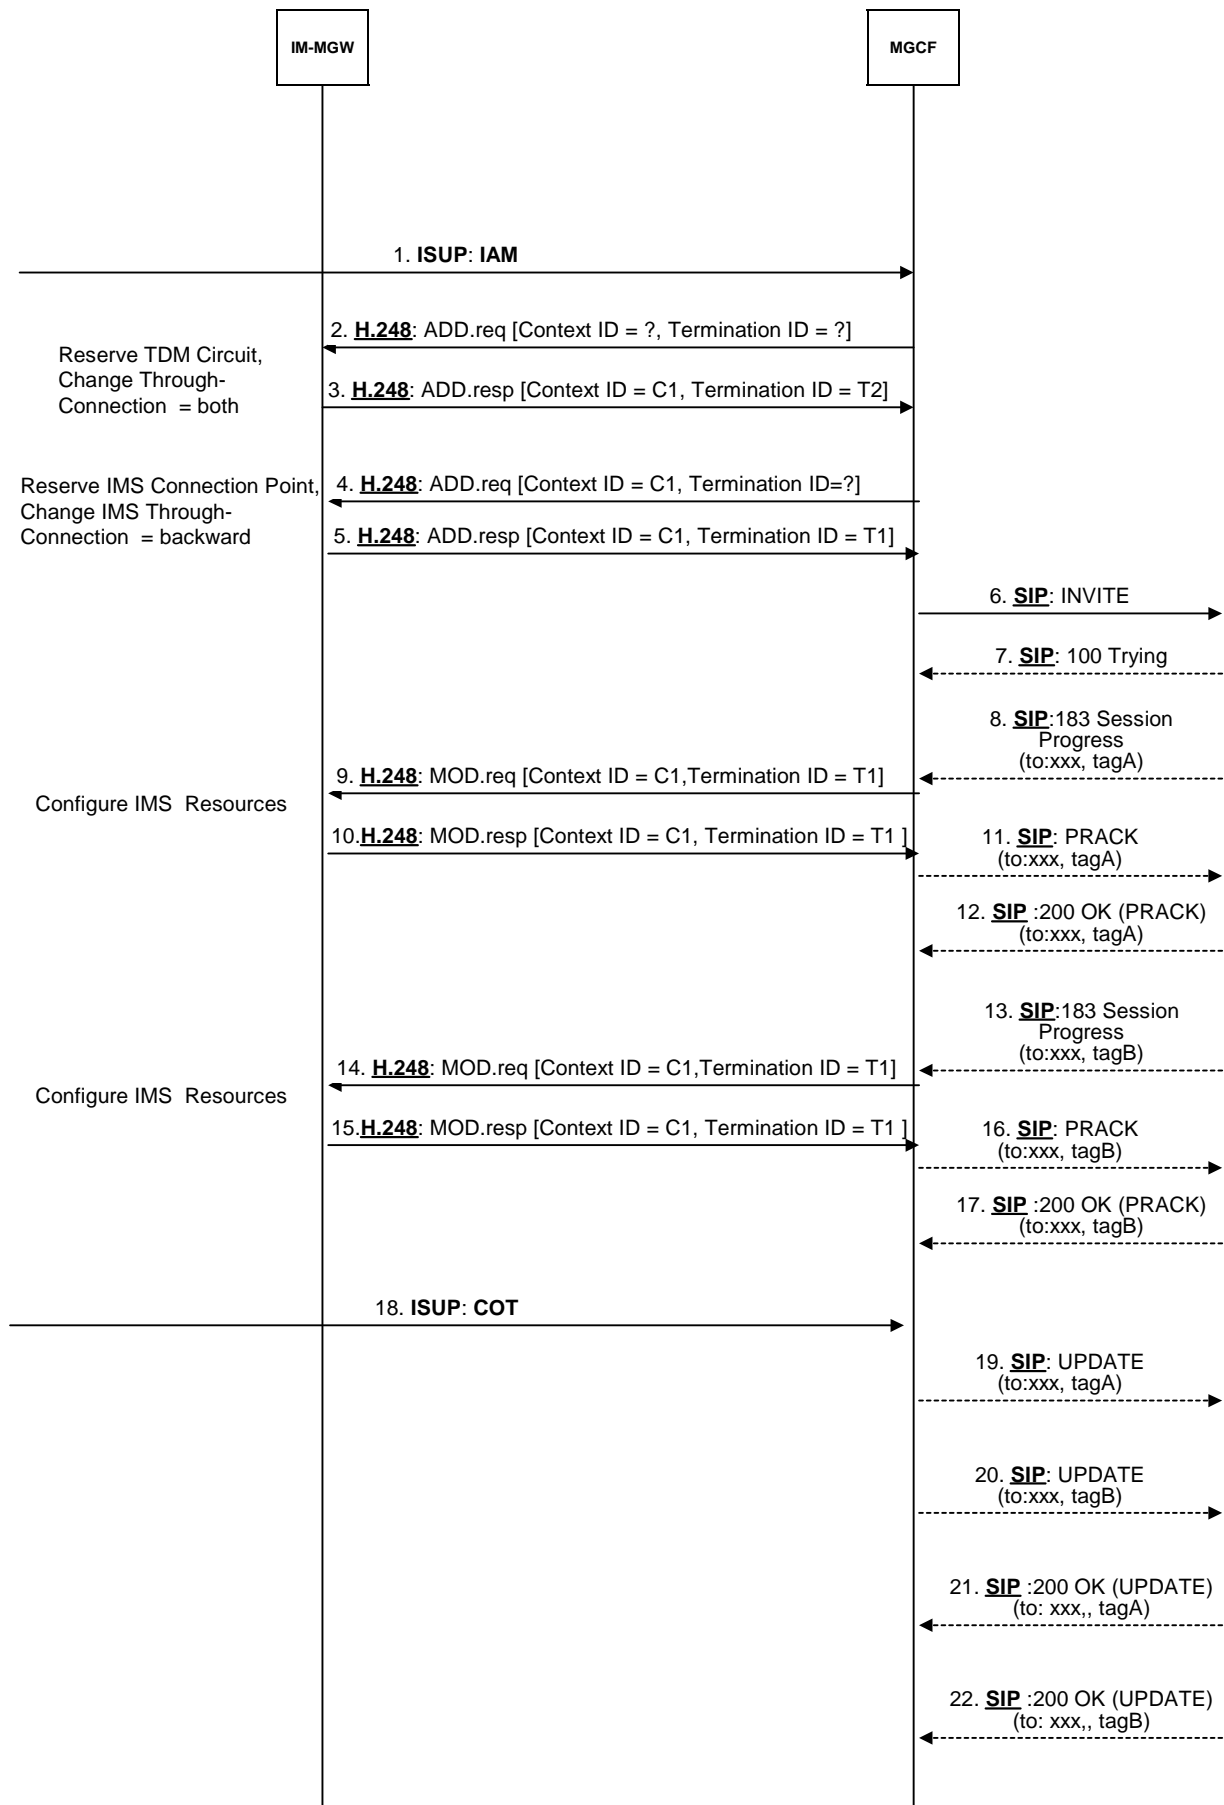 IM-MGW
MGCF
1. ISUP: IAM
2. H.248: ADD.req [Context ID = ?, Termination ID = ?]
Reserve TDM Circuit,
Change Through-
Connection = both
3. H.248: ADD.resp [Context ID = C1, Termination ID = T2]
Reserve IMS Connection Point,
Change IMS Through-
Connection = backward
4. H.248: ADD.req [Context ID = C1, Termination ID=?]
5. H.248: ADD.resp [Context ID = C1, Termination ID = T1]
6. SIP: INVITE
7. SIP: 100 Trying
8. SIP:183 Session
Progress
(to:xxx, tagA)
9. H.248: MOD.req [Context ID = C1,Termination ID = T1]
Configure IMS Resources
10.H.248: MOD.resp [Context ID = C1, Termination ID = T1 ]
11. SIP: PRACK
(to:xxx, tagA)
12. SIP :200 OK (PRACK)
(to:xxx, tagA)
13. SIP:183 Session
Progress
(to:xxx, tagB)
14. H.248: MOD.req [Context ID = C1,Termination ID = T1]
Configure IMS Resources
15.H.248: MOD.resp [Context ID = C1, Termination ID = T1 ]
16. SIP: PRACK
(to:xxx, tagB)
17. SIP :200 OK (PRACK)
(to:xxx, tagB)
18. ISUP: COT
19. SIP: UPDATE
(to:xxx, tagA)
20. SIP: UPDATE
(to:xxx, tagB)
21. SIP :200 OK (UPDATE)
(to: xxx,, tagA)
22. SIP :200 OK (UPDATE)
(to: xxx,, tagB)